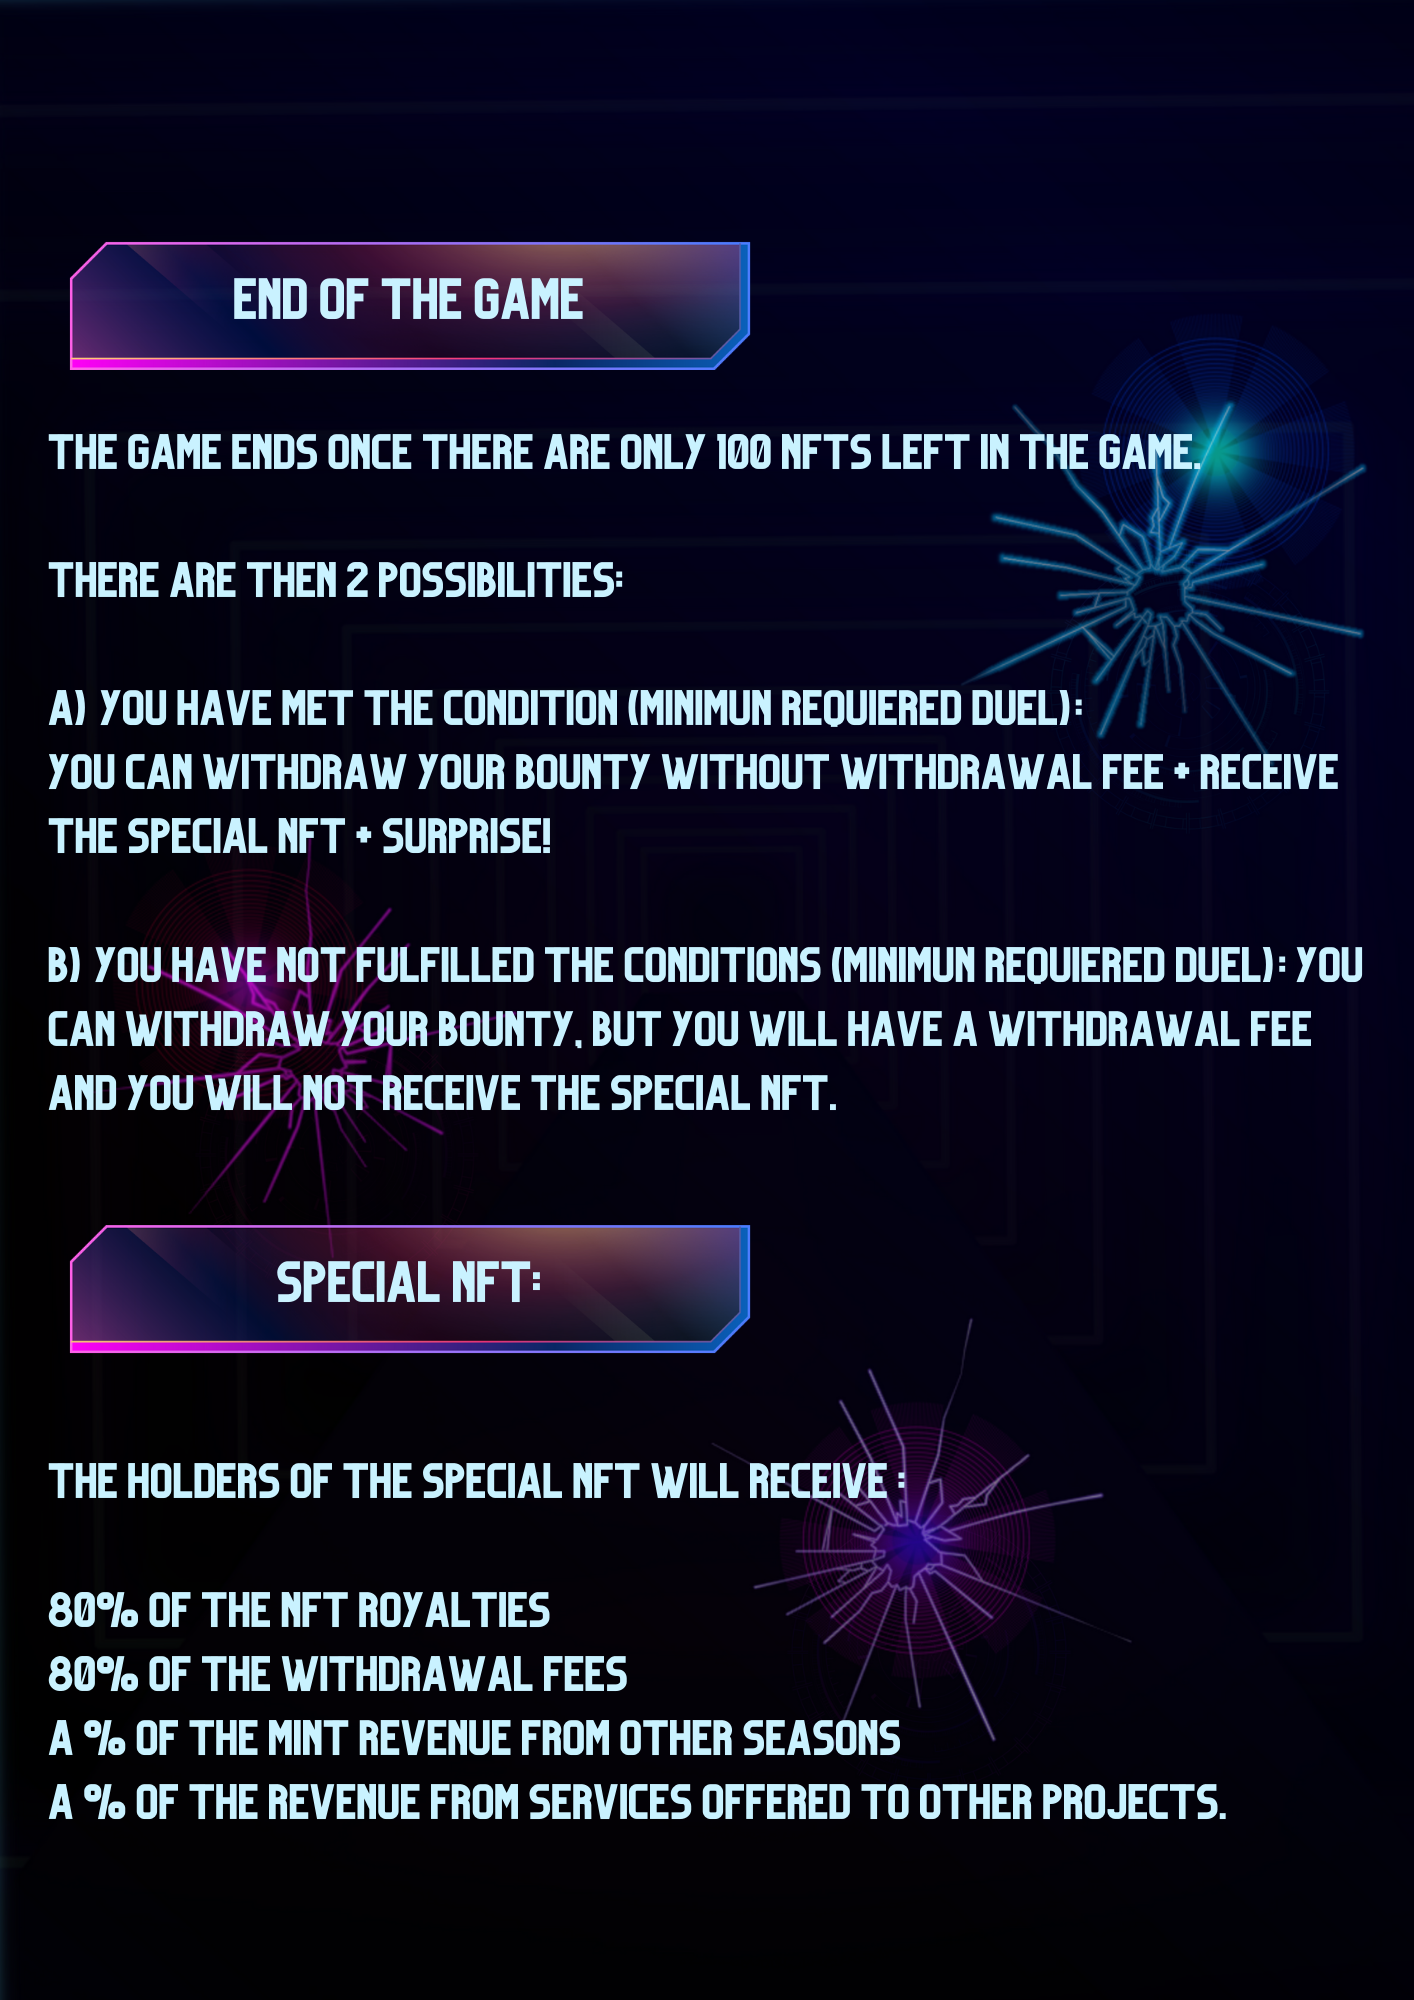 END OF THE GAME
THE GAME ENDS ONCE THERE ARE ONLY 100 NFTS LEFT IN THE GAME.
THERE ARE THEN 2 POSSIBILITIES:
A) YOU HAVE MET THE CONDITION (MINIMUN REQUIERED DUEL):
YOU CAN WITHDRAW YOUR BOUNTY WITHOUT WITHDRAWAL FEE + RECEIVE
THE SPECIAL NFT + SURPRISE!
B) YOU HAVE NOT FULFILLED THE CONDITIONS (MINIMUN REQUIERED DUEL): YOU
CAN WITHDRAW YOUR BOUNTY, BUT YOU WILL HAVE A WITHDRAWAL FEE
AND YOU WILL NOT RECEIVE THE SPECIAL NFT.
SPECIAL NFT:
THE HOLDERS OF THE SPECIAL NFT WILL RECEIVE :
80% OF THE NFT ROYALTIES
80% OF THE WITHDRAWAL FEES
A % OF THE MINT REVENUE FROM OTHER SEASONS
A % OF THE REVENUE FROM SERVICES OFFERED TO OTHER PROJECTS.